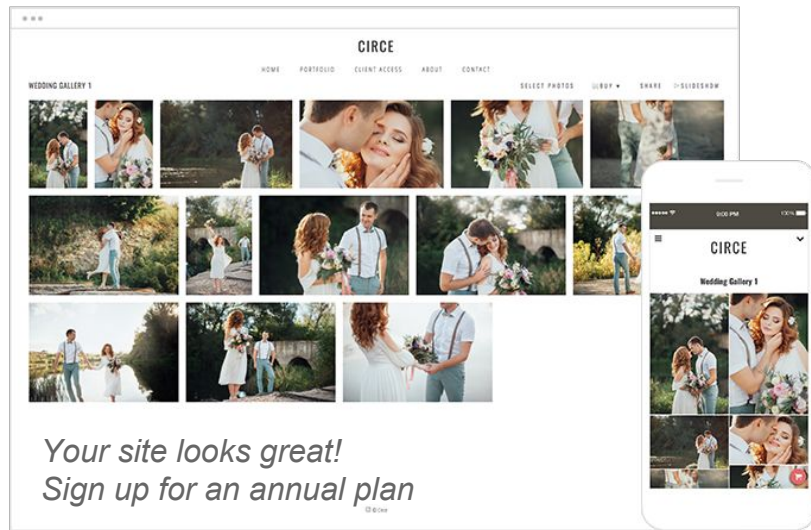 CIRCE
HOME PORTFOLIO CLIENT ACCESS ABOUT CONTACT
WEDDING GALLERY 1
SELECT PHOTOS BUY SHARE SLIDESHOW
9:00 PM 100%
CIRCE
Wedding Gallery 1
Your site looks great!
Sign up for an annual plan